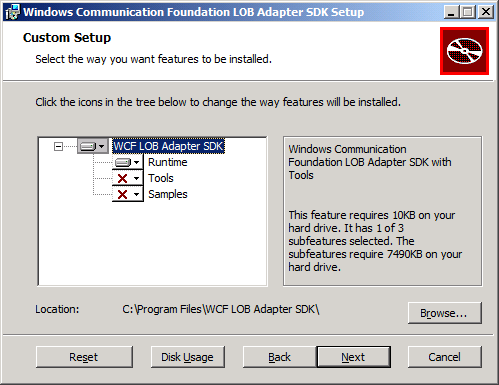 Windows Communication Foundation LOB Adapter SDK Setup
Custom Setup
Select the way you want features to be installed.
Click the icons in the tree below to change the way features will be installed.
WCF LOB Adapter SDK
Runtime
Tools
Samples
Windows Communication
Foundation LOB Adapter SDK with
Tools
This feature requires 10KB on your
hard drive. It has 1 of 3
subfeatures selected. The
subfeatures require 7490KB on your
hard drive.
Location: C:\Program Files\WCF LOB Adapter SDK\
Browse...
Reset Disk Usage Back Next Cancel